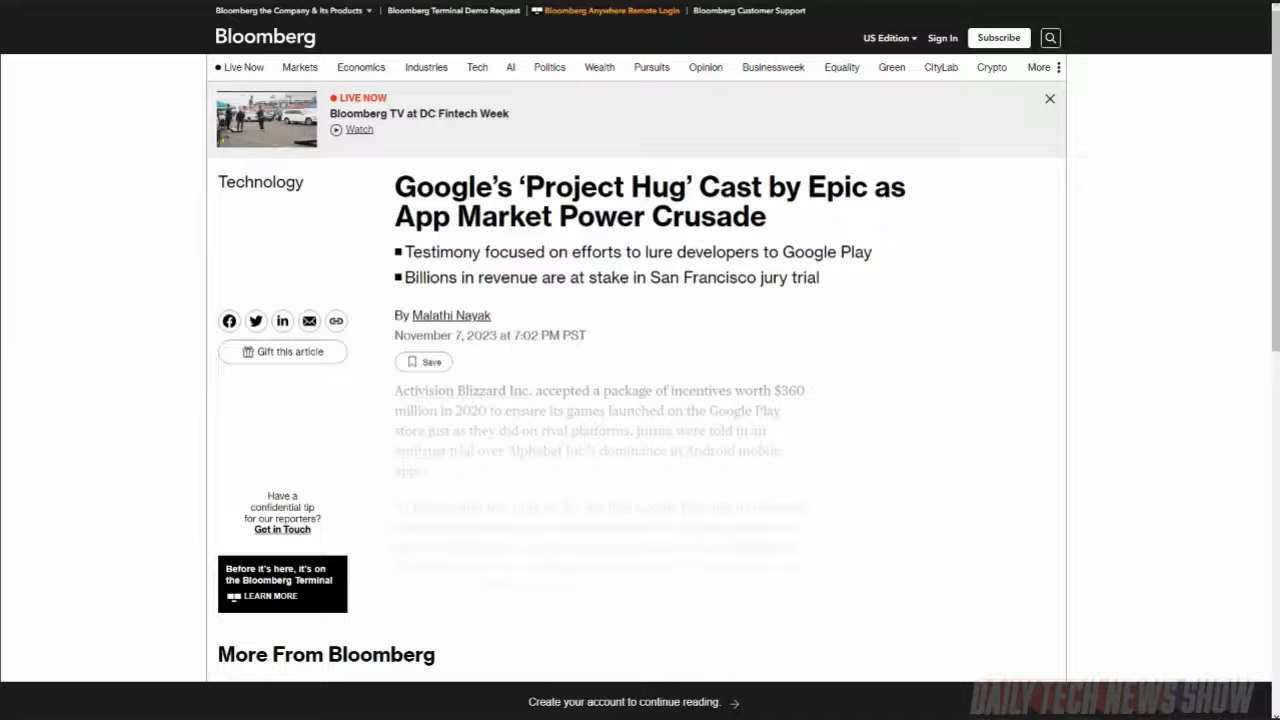 Bloomberg the Company & Its Products
Bloomberg Terminal Demo Request
Bloomberg Anywhere Remote Login
Bloomberg Customer Support
Bloomberg
US Edition
Sign In
Subscribe
Live Now
Markets
Economics
Industries
Tech
AI
Politics
Wealth
Pursuits
Opinion
Businessweek
Equality
Green
CityLab
Crypto
More
LIVE NOW
Bloomberg TV at DC Fintech Week
Watch
Technology
Google's 'Project Hug' Cast by Epic as
App Market Power Crusade
Testimony focused on efforts to lure developers to Google Play
Billions in revenue are at stake in San Francisco jury trial
By Malathi Nayak
November 7, 2023 at 7:02 PM PST
Save
Gift this article
Activision Blizzard Inc. accepted a package of incentives worth $360
million in 2020 to ensure its games launched on the Google Play
store just as they did on rival platforms, jurors were told in an
antitrust trial over Alphabet Inc.'s dominance in Android mobile
apps.
Have a
confidential tip
for our reporters?
Get in Touch
Before it's here, it's on
the Bloomberg Terminal
LEARN MORE
More From Bloomberg
Create your account to continue reading.
DAILY TECH NEWS SHOW